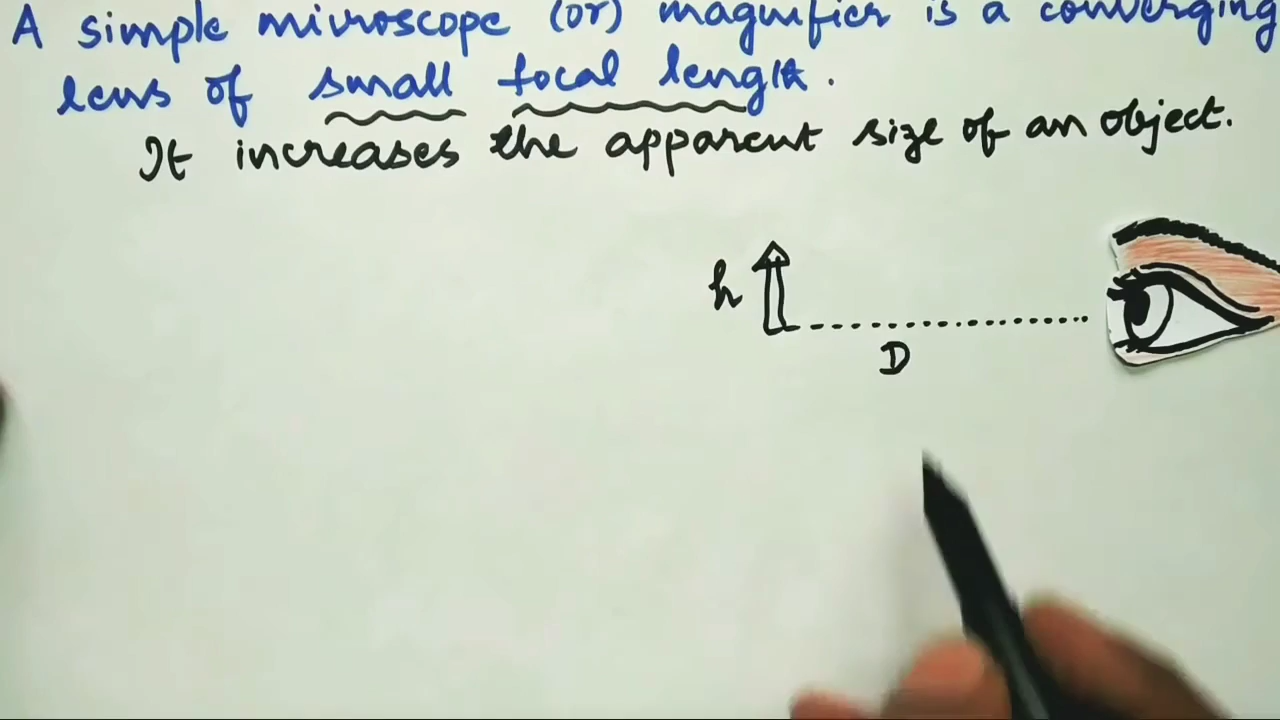 A simple microscope (or) magnifier is a converging
lens of small focal length.
It increases the apparent size of an object.
h
D